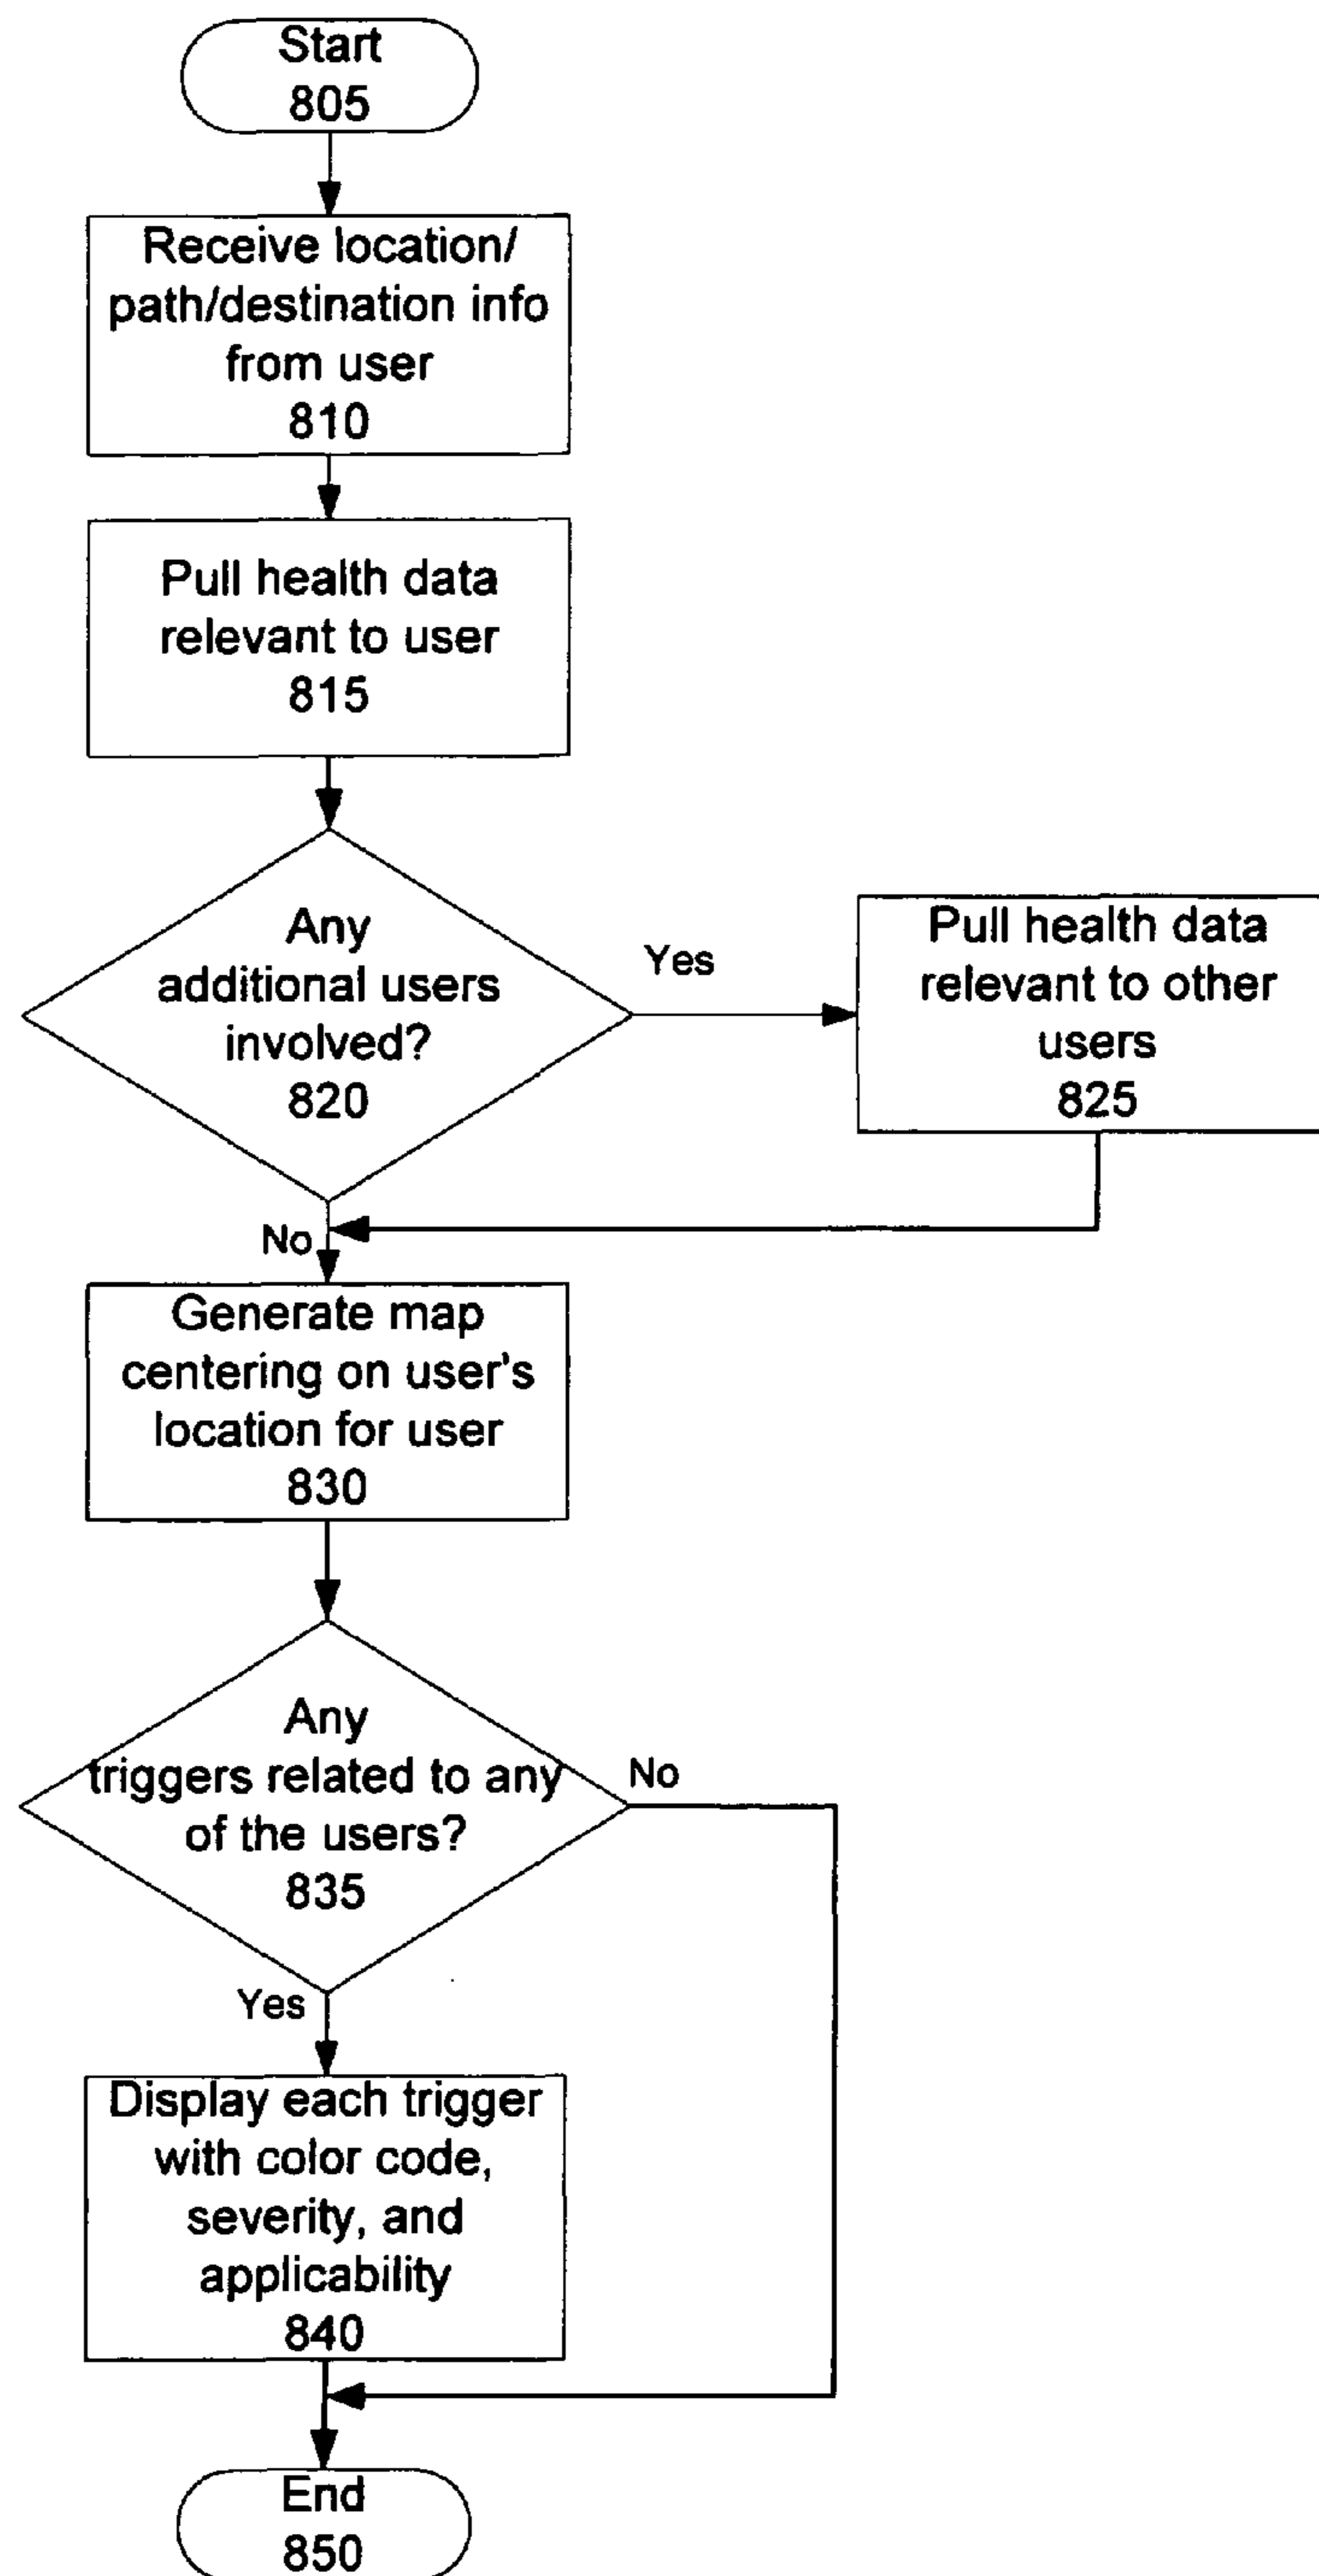 Start
805
Receive location/
path/destination info
from user
810
Pull health data
relevant to user
815
Any
additional users
involved?
820
Yes
Pull health data
relevant to other
users
825
No
Generate map
centering on user's
location for user
830
Any
triggers related to any
of the users?
835
No
Yes
Display each trigger
with color code,
severity, and
applicability
840
End
850